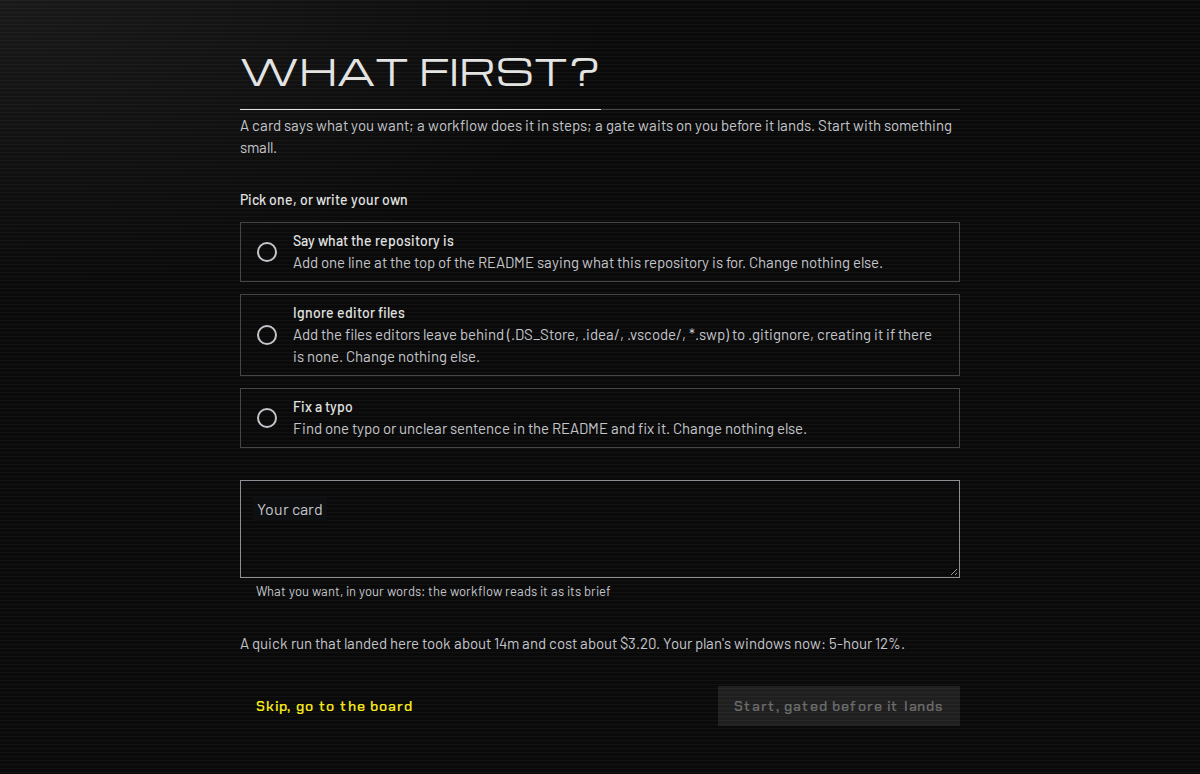 WHAT FIRST?
A card says what you want; a workflow does it in steps; a gate waits on you before it lands. Start with something
small.
Pick one, or write your own
Say what the repository is
Add one line at the top of the README saying what this repository is for. Change nothing else.
Ignore editor files
Add the files editors leave behind (.DS_Store, .idea/, .vscode/, *.swp) to .gitignore, creating it if there
is none. Change nothing else.
Fix a typo
Find one typo or unclear sentence in the README and fix it. Change nothing else.
Your card
What you want, in your words: the workflow reads it as its brief
A quick run that landed here took about 14m and cost about $3.20. Your plan's windows now: 5-hour 12%.
Skip, go to the board
Start, gated before it lands